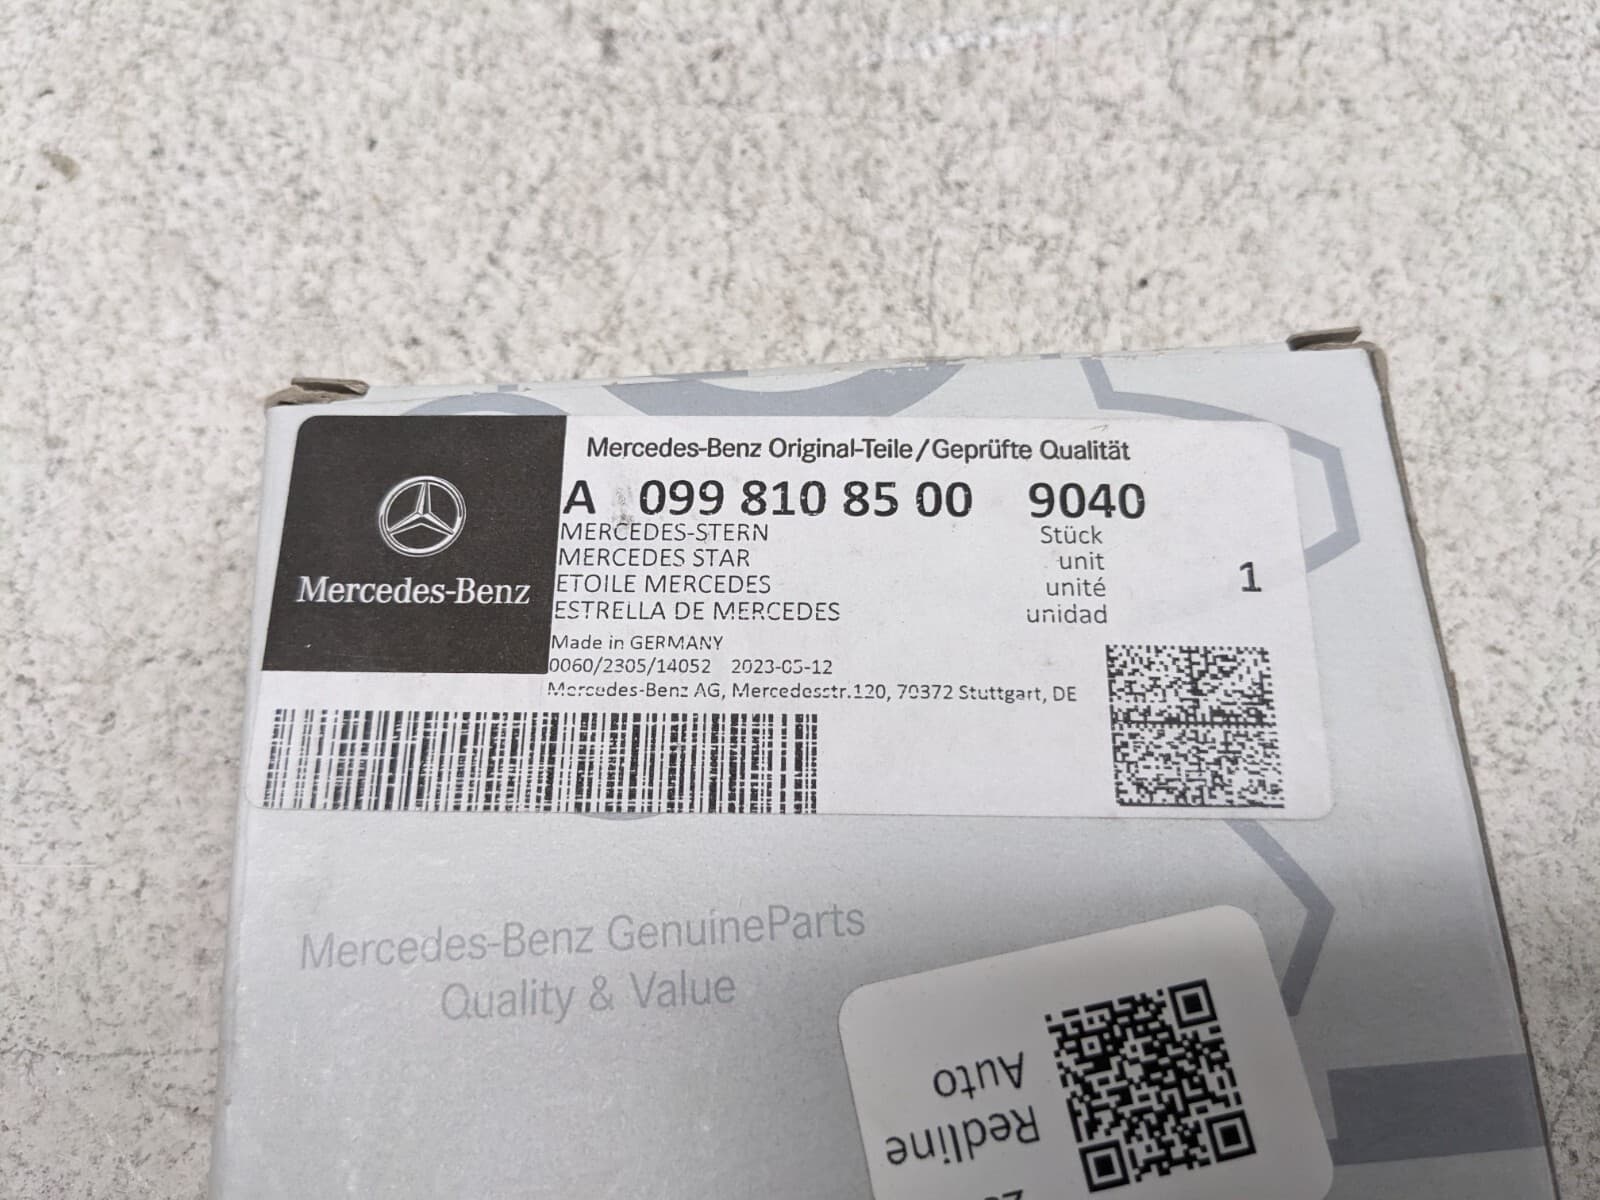 Mercedes-Benz Original-Teile/Geprüfte Qualität
A 099 810 85 00 9040
MERCEDES-STERN Stück
MERCEDES STAR unit
ETOILE MERCEDES unité
ESTRELLA DE MERCEDES unidad
1
Mercedes-Benz
Made in GERMANY
0060/2305/14052 2023-05-12
Mercedes-Benz AG, Mercedesstr.120, 70372 Stuttgart, DE
Mercedes-Benz GenuineParts
Quality & Value
Redline
Auto